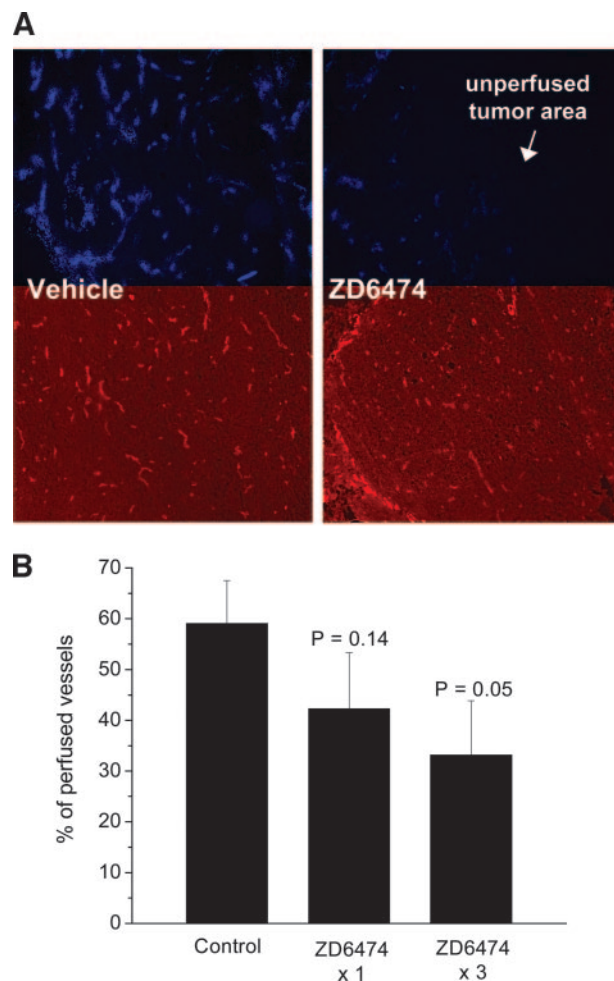 A
unperfused
tumor area
Vehicle
ZD6474
B
70
60
50
40
30
20
10
0
% of perfused vessels
P = 0.14
P = 0.05
Control
ZD6474
x 1
ZD6474
x 3